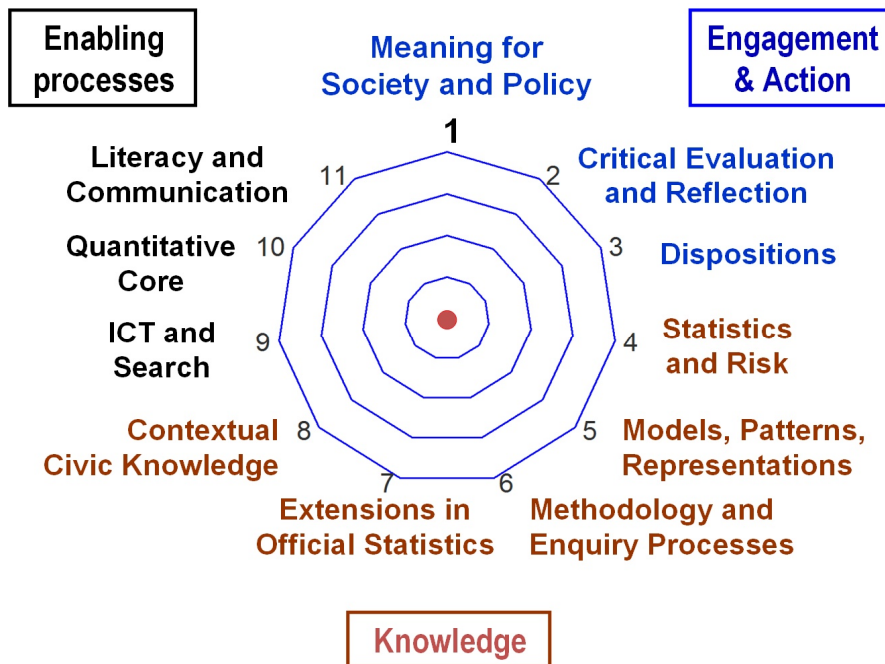 Enabling
processes
Meaning for
Society and Policy
Engagement
& Action
1
Literacy and
Communication
11
2
Critical Evaluation
and Reflection
Quantitative
Core
10
3
Dispositions
ICT and
Search
9
4
Statistics
and Risk
Contextual
Civic Knowledge
8
5
Models, Patterns,
Representations
7
6
Extensions in
Official Statistics
Methodology and
Enquiry Processes
Knowledge